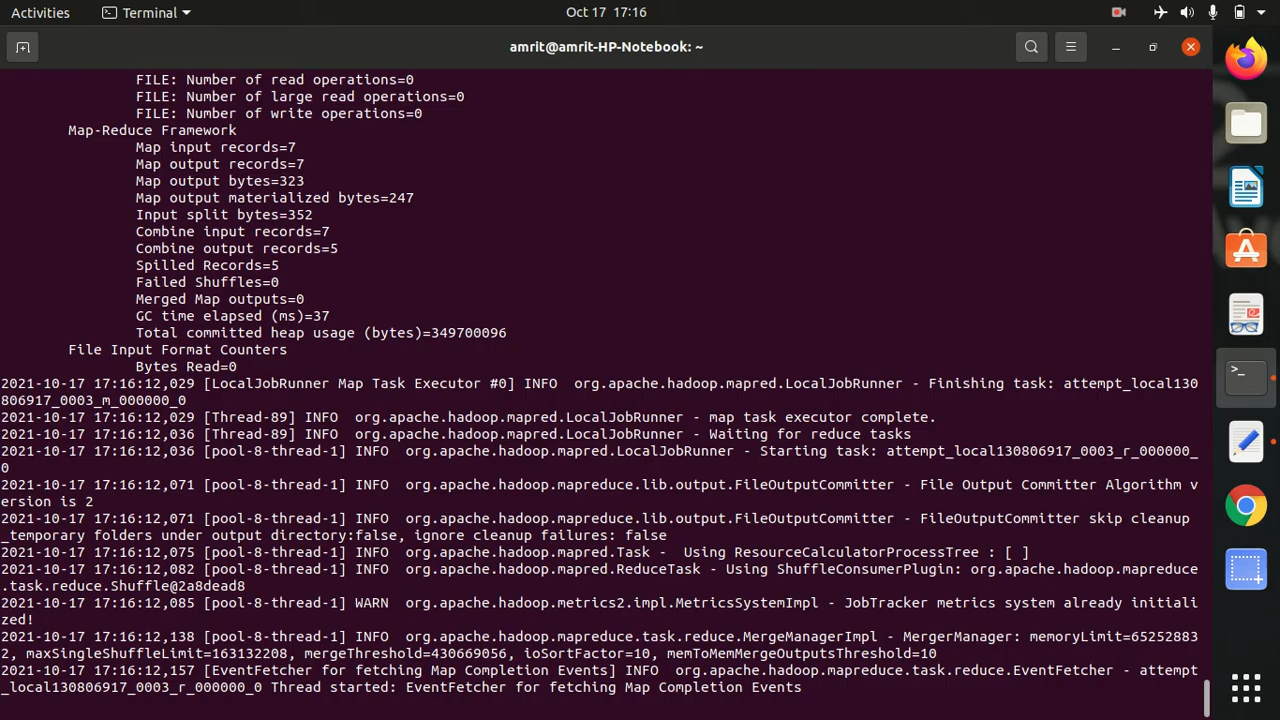 Activities
Terminal
Oct 17 17:16
amrit@amrit-HP-Notebook: ~
FILE: Number of read operations=0
FILE: Number of large read operations=0
FILE: Number of write operations=0
Map-Reduce Framework
Map input records=7
Map output records=7
Map output bytes=323
Map output materialized bytes=247
Input split bytes=352
Combine input records=7
Combine output records=5
Spilled Records=5
Failed Shuffles=0
Merged Map outputs=0
GC time elapsed (ms)=37
Total committed heap usage (bytes)=349700096
File Input Format Counters
Bytes Read=0
2021-10-17 17:16:12,029 [LocalJobRunner Map Task Executor #0] INFO  org.apache.hadoop.mapred.LocalJobRunner - Finishing task: attempt_local130
806917_0003_m_000000_0
2021-10-17 17:16:12,029 [Thread-89] INFO  org.apache.hadoop.mapred.LocalJobRunner - map task executor complete.
2021-10-17 17:16:12,036 [Thread-89] INFO  org.apache.hadoop.mapred.LocalJobRunner - Waiting for reduce tasks
2021-10-17 17:16:12,036 [pool-8-thread-1] INFO  org.apache.hadoop.mapred.LocalJobRunner - Starting task: attempt_local130806917_0003_r_000000_
0
2021-10-17 17:16:12,071 [pool-8-thread-1] INFO  org.apache.hadoop.mapreduce.lib.output.FileOutputCommitter - File Output Committer Algorithm v
ersion is 2
2021-10-17 17:16:12,071 [pool-8-thread-1] INFO  org.apache.hadoop.mapreduce.lib.output.FileOutputCommitter - FileOutputCommitter skip cleanup 
_temporary folders under output directory:false, ignore cleanup failures: false
2021-10-17 17:16:12,075 [pool-8-thread-1] INFO  org.apache.hadoop.mapred.Task -  Using ResourceCalculatorProcessTree : [ ]
2021-10-17 17:16:12,082 [pool-8-thread-1] INFO  org.apache.hadoop.mapred.ReduceTask - Using ShuffleConsumerPlugin: org.apache.hadoop.mapreduce
.task.reduce.Shuffle@2a8dead8
2021-10-17 17:16:12,085 [pool-8-thread-1] WARN  org.apache.hadoop.metrics2.impl.MetricsSystemImpl - JobTracker metrics system already initiali
zed!
2021-10-17 17:16:12,138 [pool-8-thread-1] INFO  org.apache.hadoop.mapreduce.task.reduce.MergeManagerImpl - MergerManager: memoryLimit=65252883
2, maxSingleShuffleLimit=163132208, mergeThreshold=430669056, ioSortFactor=10, memToMemMergeOutputsThreshold=10
2021-10-17 17:16:12,157 [EventFetcher for fetching Map Completion Events] INFO  org.apache.hadoop.mapreduce.task.reduce.EventFetcher - attempt
_local130806917_0003_r_000000_0 Thread started: EventFetcher for fetching Map Completion Events